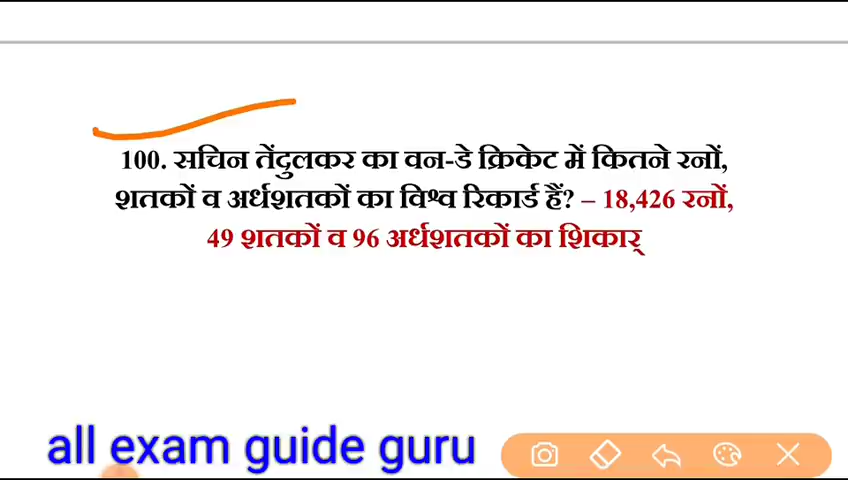 100. सचिन तेंदुलकर का वन-डे क्रिकेट में कितने रनों,
शतकों व अर्धशतकों का विश्व रिकार्ड हैं? – 18,426 रनों,
49 शतकों व 96 अर्धशतकों का शिकार्
all exam guide guru